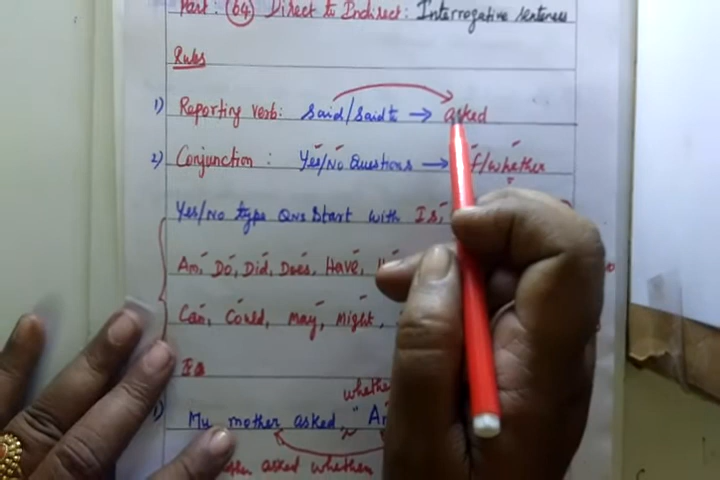 Part: 64 Direct to Indirect: Interrogative sentences
Rules
1) Reporting verb: Said/Said to → asked
2) Conjunction: Yes/No Questions → if/whether
Yes/No type Qns Start with Is,
Am, Do, Did, Does, Have,
Can, Could, May, Might,
Eg
whether
1) My mother asked, "
asked whether